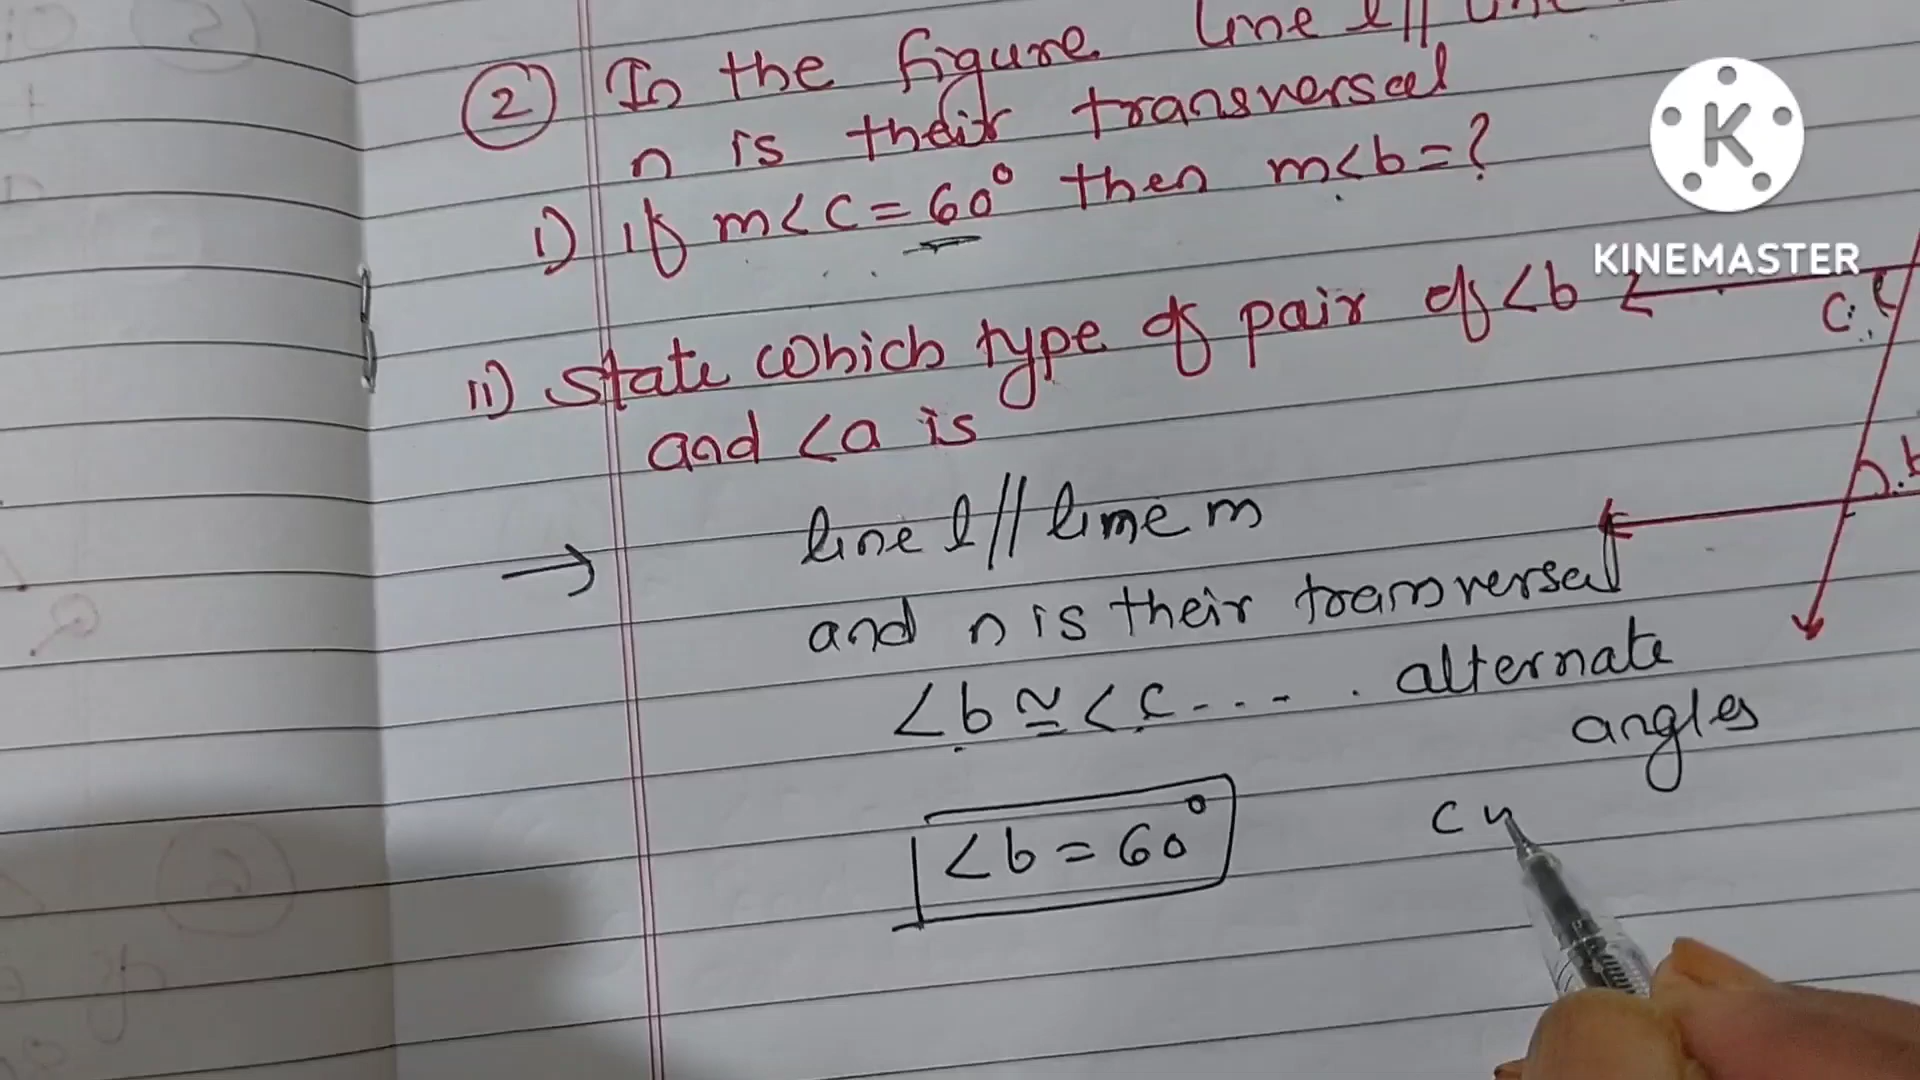 ② In the figure line l// line
n is their transversal
i) if m<c = 60° then m<b = ?
ii) state which type of pair of <b
and <a is
line l // line m
and n is their transversal
<b ≅ <c - - - . alternate
angles
<b = 60°
K
KINEMASTER
c
b